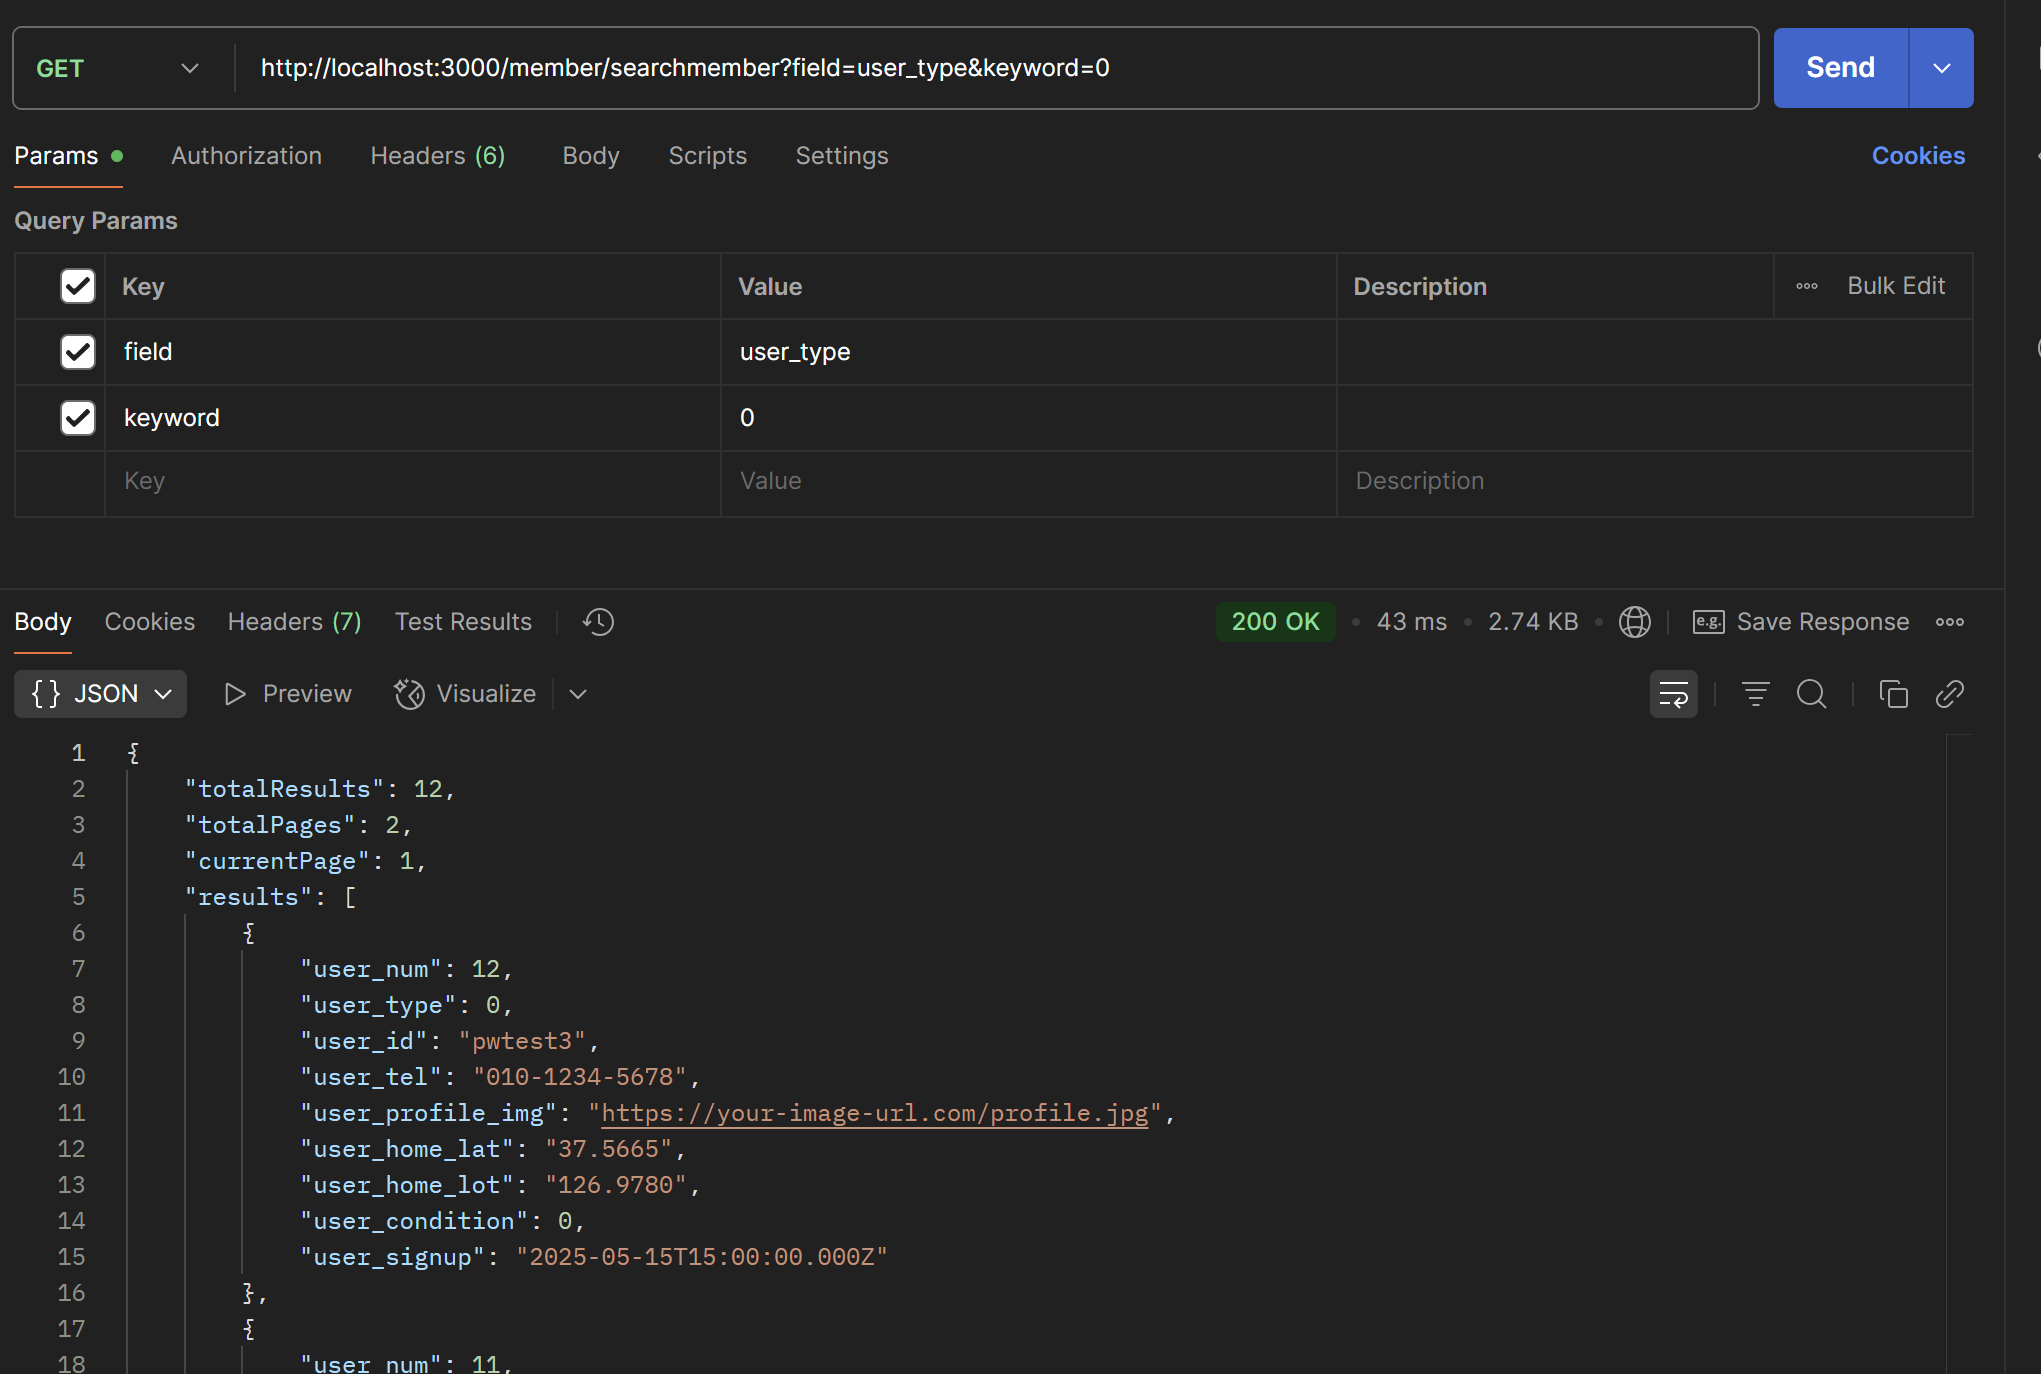 GET http://localhost:3000/member/searchmember?field=user_type&keyword=0 Send
Params Authorization Headers (6) Body Scripts Settings Cookies
Query Params
Key Value Description Bulk Edit
field user_type
keyword 0
Key Value Description
Body Cookies Headers (7) Test Results 200 OK 43 ms 2.74 KB e.g. Save Response
{} JSON Preview Visualize
1 {
2 "totalResults": 12,
3 "totalPages": 2,
4 "currentPage": 1,
5 "results": [
6 {
7 "user_num": 12,
8 "user_type": 0,
9 "user_id": "pwtest3",
10 "user_tel": "010-1234-5678",
11 "user_profile_img": "https://your-image-url.com/profile.jpg",
12 "user_home_lat": "37.5665",
13 "user_home_lot": "126.9780",
14 "user_condition": 0,
15 "user_signup": "2025-05-15T15:00:00.000Z"
16 },
17 {
18 "user_num": 11,